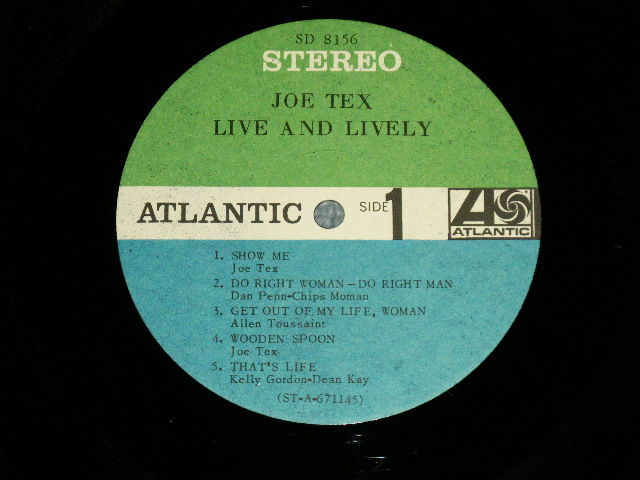 SD 8156
STEREO
JOE TEX
LIVE AND LIVELY
ATLANTIC SIDE 1 A
ATLANTIC
1. SHOW ME
Joe Tex
2. DO RIGHT WOMAN—DO RIGHT MAN
Dan Penn-Chips Moman
3. GET OUT OF MY LIFE, WOMAN
Allen Toussaint
4. WOODEN SPOON
Joe Tex
5. THAT'S LIFE
Kelly Gordon-Dean Kay
(ST-A-671145)